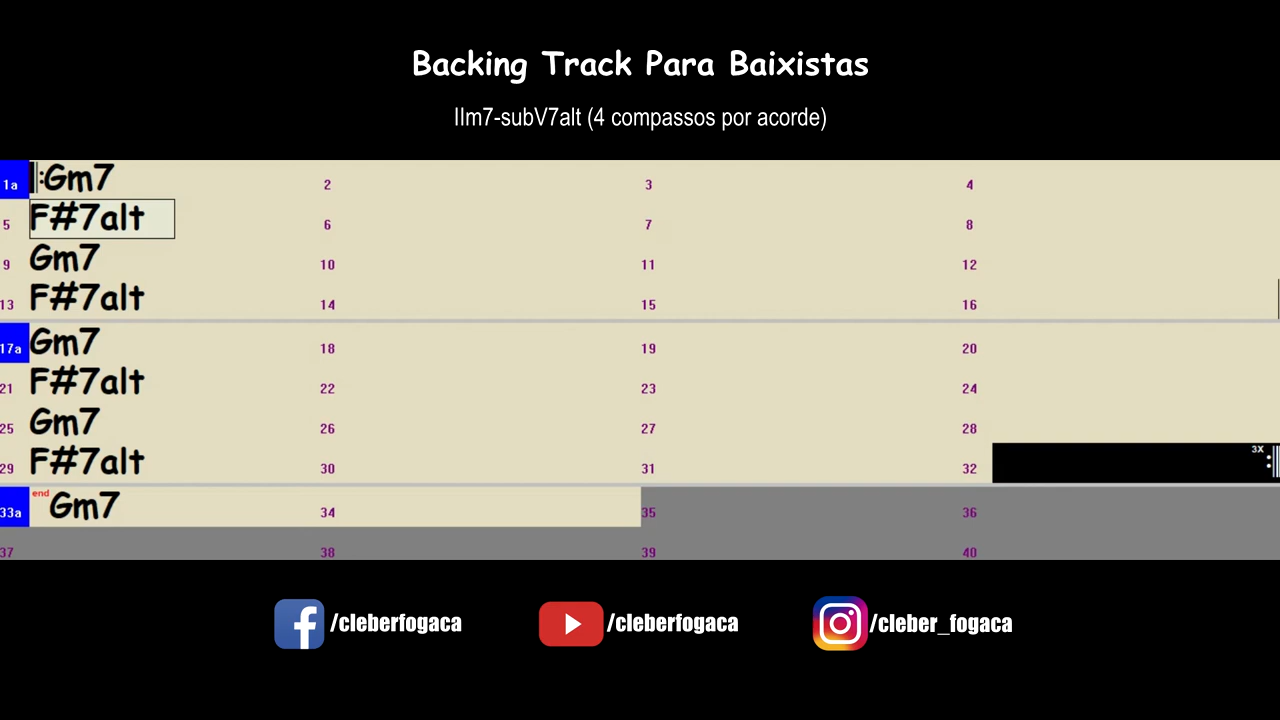 Backing Track Para Baixistas
IIm7-subV7alt (4 compassos por acorde)
1a Gm7 2 3 4
5 F#7alt 6 7 8
9 Gm7 10 11 12
13 F#7alt 14 15 16
17a Gm7 18 19 20
21 F#7alt 22 23 24
25 Gm7 26 27 28
29 F#7alt 30 31 32 3X
33a end Gm7 34 35 36
37 38 39 40
/cleberfogaca /cleberfogaca /cleber_fogaca